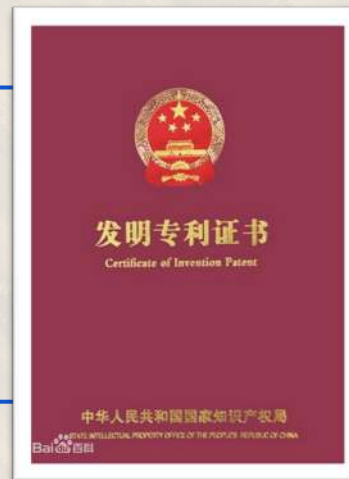 发明专利证书
Certificate of Invention Patent
中华人民共和国国家知识产权局
STATE INTELLECTUAL PROPERTY OFFICE OF THE PEOPLE'S REPUBLIC OF CHINA
Bai百科